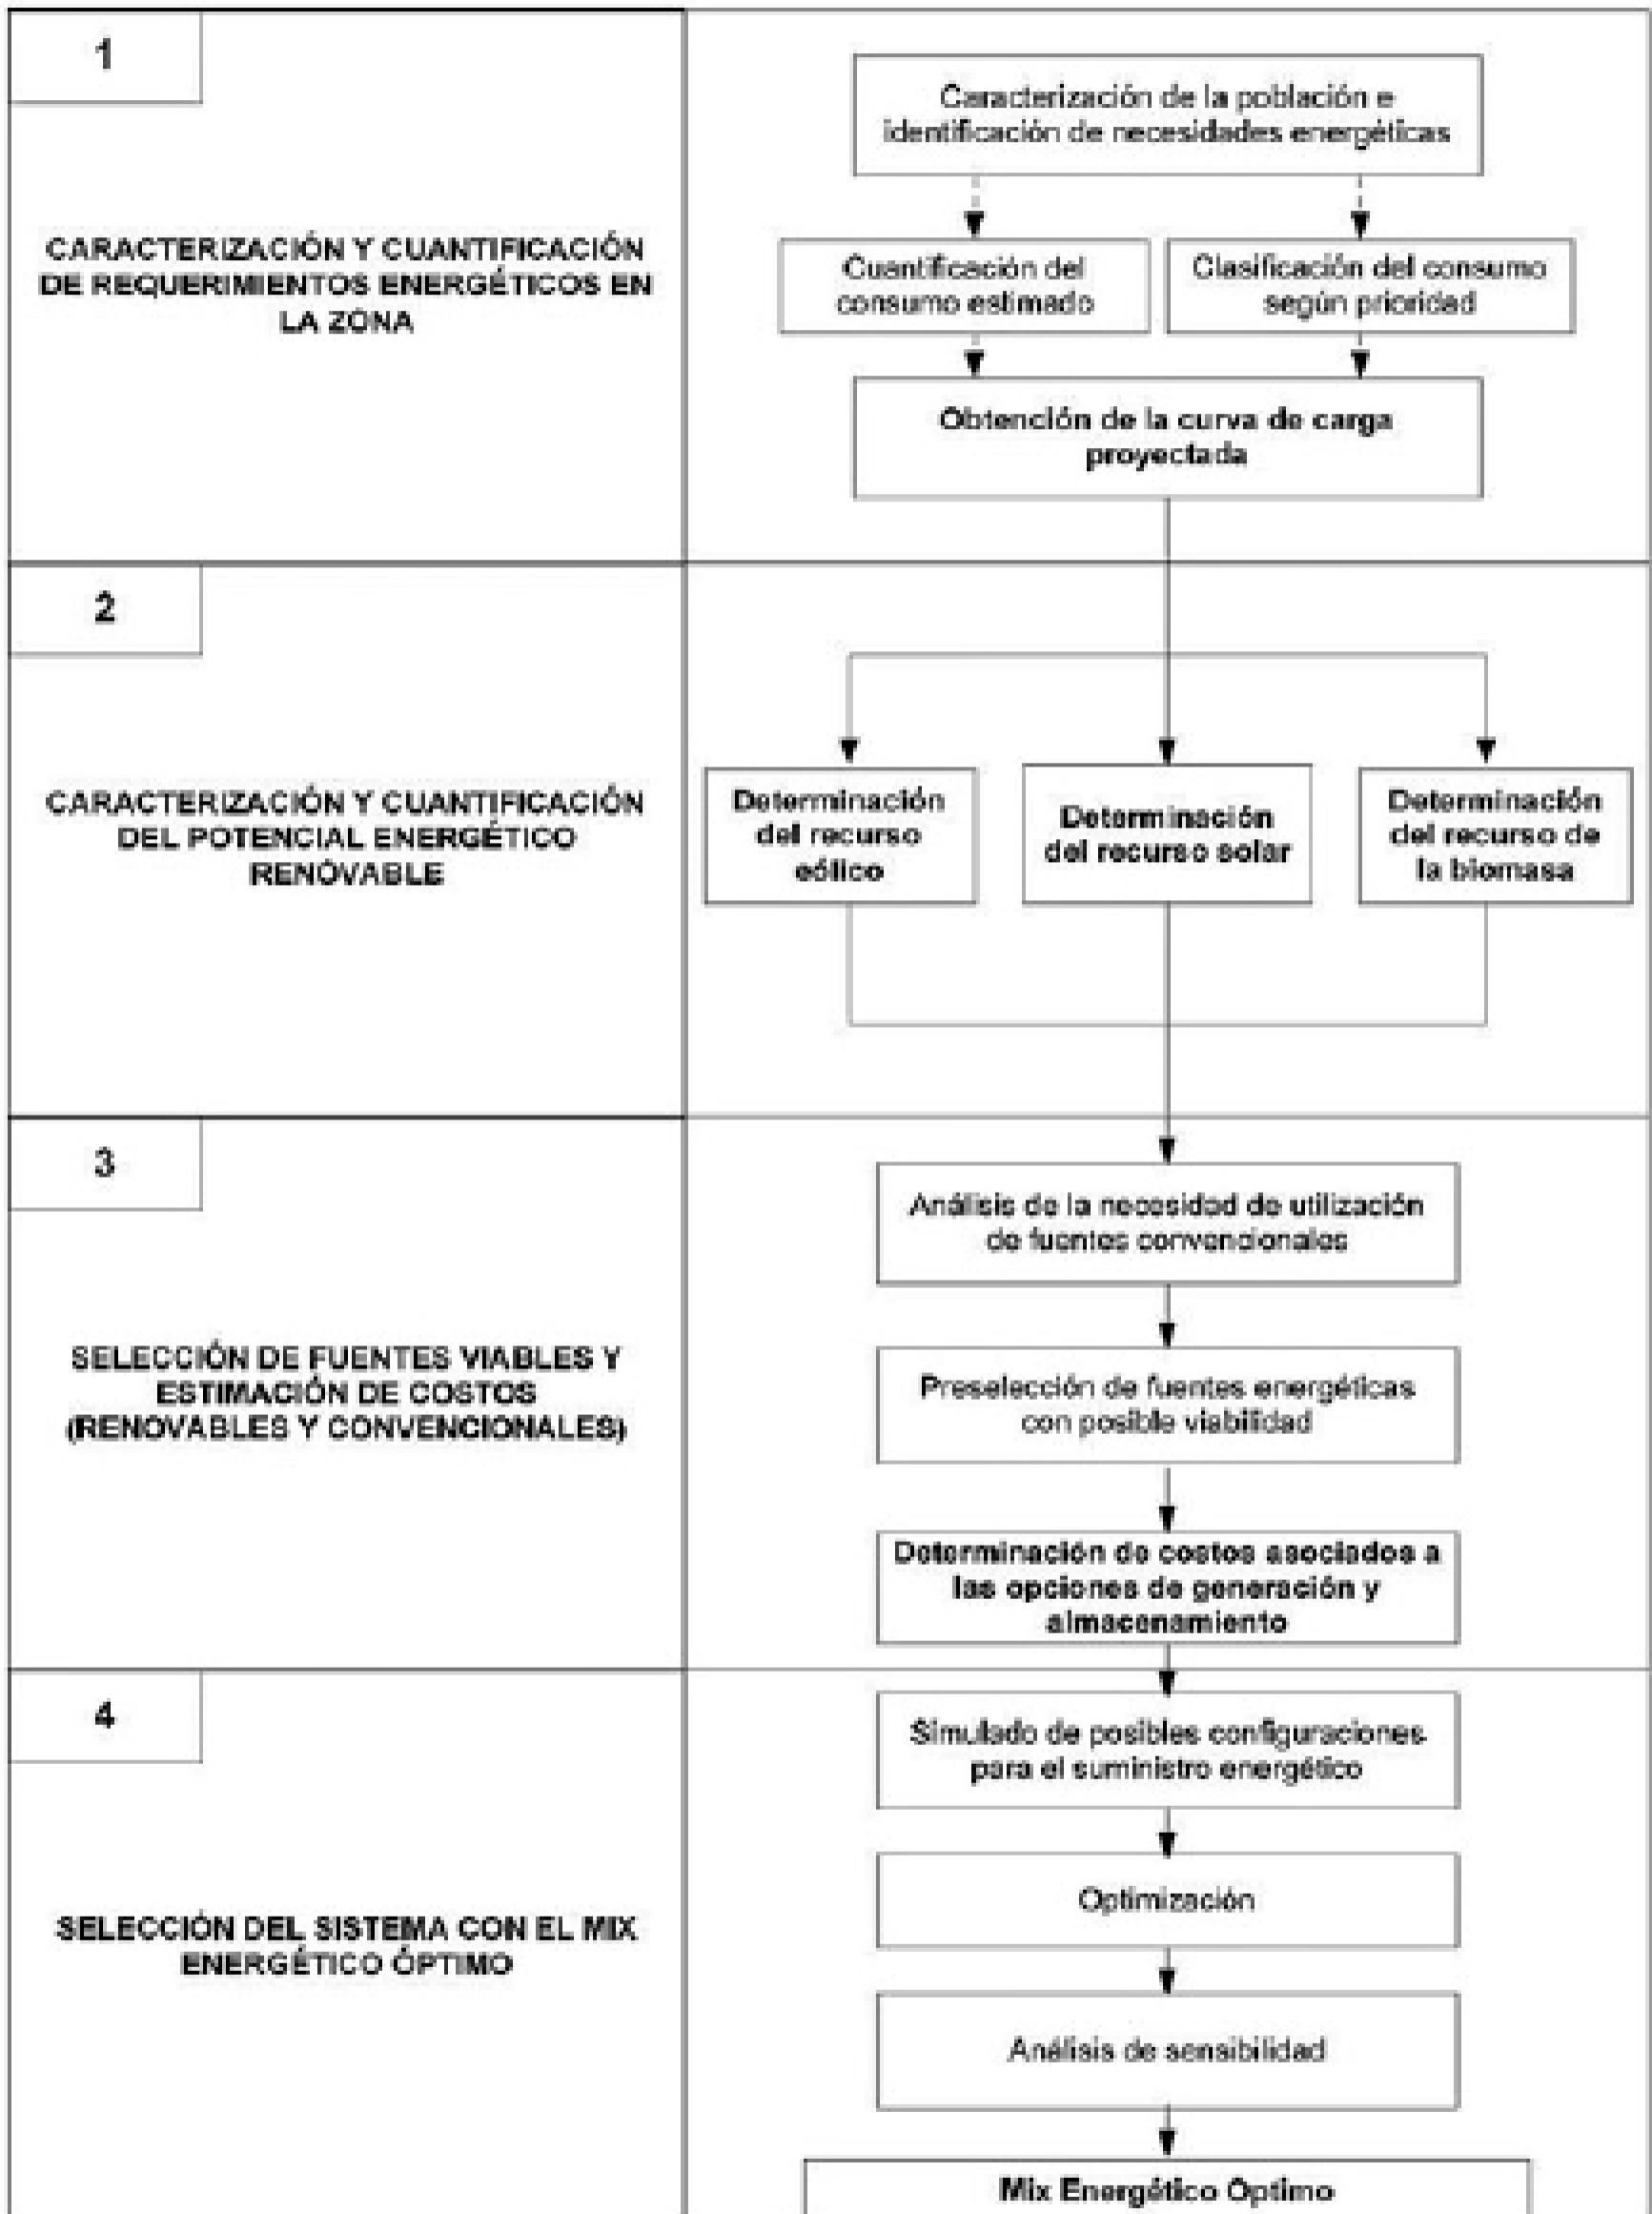 1
CARACTERIZACIÓN Y CUANTIFICACIÓN
DE REQUERIMIENTOS ENERGÉTICOS EN
LA ZONA
Caracterización de la población e
identificación de necesidades energéticas
Cuantificación del
consumo estimado
Clasificación del consumo
según prioridad
Obtención de la curva de carga
proyectada
2
CARACTERIZACIÓN Y CUANTIFICACIÓN
DEL POTENCIAL ENERGÉTICO
RENOVABLE
Determinación
del recurso
eólico
Determinación
del recurso solar
Determinación
del recurso de
la biomasa
3
SELECCIÓN DE FUENTES VIABLES Y
ESTIMACIÓN DE COSTOS
(RENOVABLES Y CONVENCIONALES)
Análisis de la necesidad de utilización
de fuentes convencionales
Preselección de fuentes energéticas
con posible viabilidad
Determinación de costos asociados a
las opciones de generación y
almacenamiento
4
SELECCIÓN DEL SISTEMA CON EL MIX
ENERGÉTICO ÓPTIMO
Simulado de posibles configuraciones
para el suministro energético
Optimización
Análisis de sensibilidad
Mix Energético Óptimo